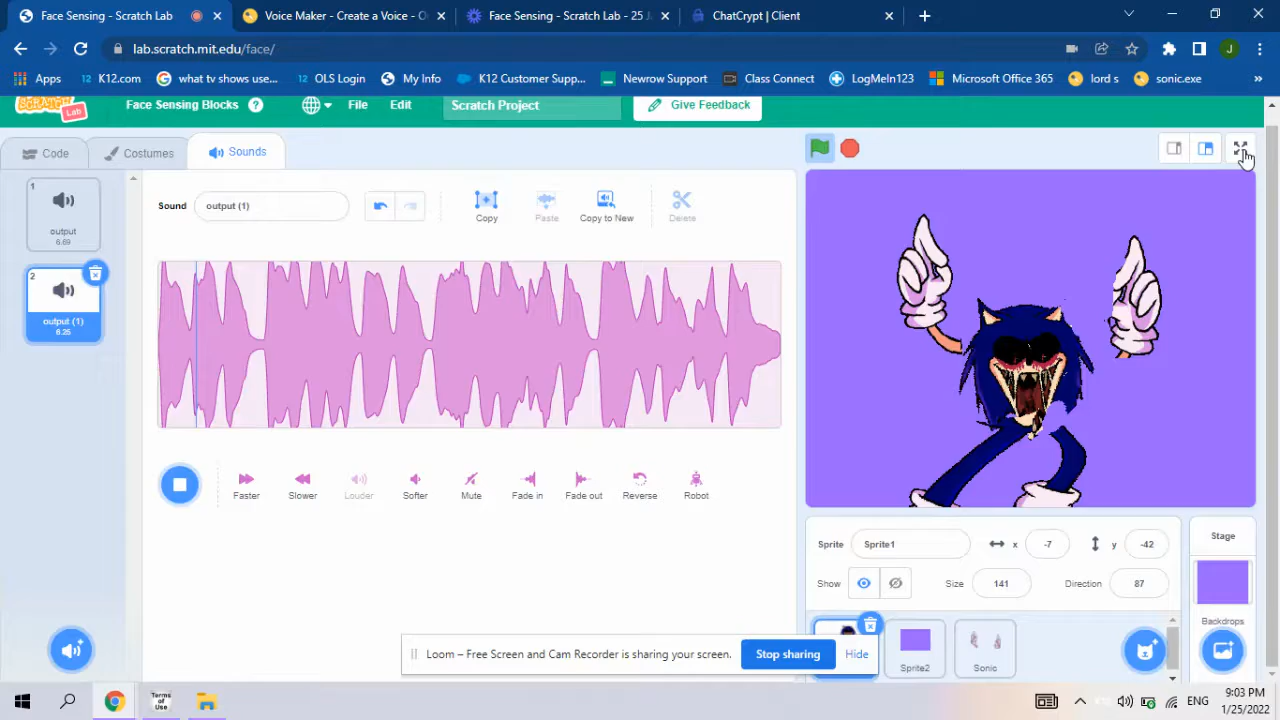 Face Sensing - Scratch Lab
Voice Maker - Create a Voice - O
Face Sensing - Scratch Lab - 25 J
ChatCrypt | Client
lab.scratch.mit.edu/face/
J
Apps
K12.com
what tv shows use...
OLS Login
My Info
K12 Customer Supp...
Newrow Support
Class Connect
LogMeIn123
Microsoft Office 365
lord s
sonic.exe
»
SCRATCH Lab
Face Sensing Blocks
File
Edit
Scratch Project
Give Feedback
Code
Costumes
Sounds
1
output
6.69
2
output (1)
6.25
Sound
output (1)
Copy
Paste
Copy to New
Delete
Faster
Slower
Louder
Softer
Mute
Fade in
Fade out
Reverse
Robot
Sprite
Sprite1
x
-7
y
-42
Show
Size
141
Direction
87
Stage
Backdrops
Sprite2
Sonic
Loom – Free Screen and Cam Recorder is sharing your screen.
Stop sharing
Hide
Terms of Use
ENG
9:03 PM
1/25/2022